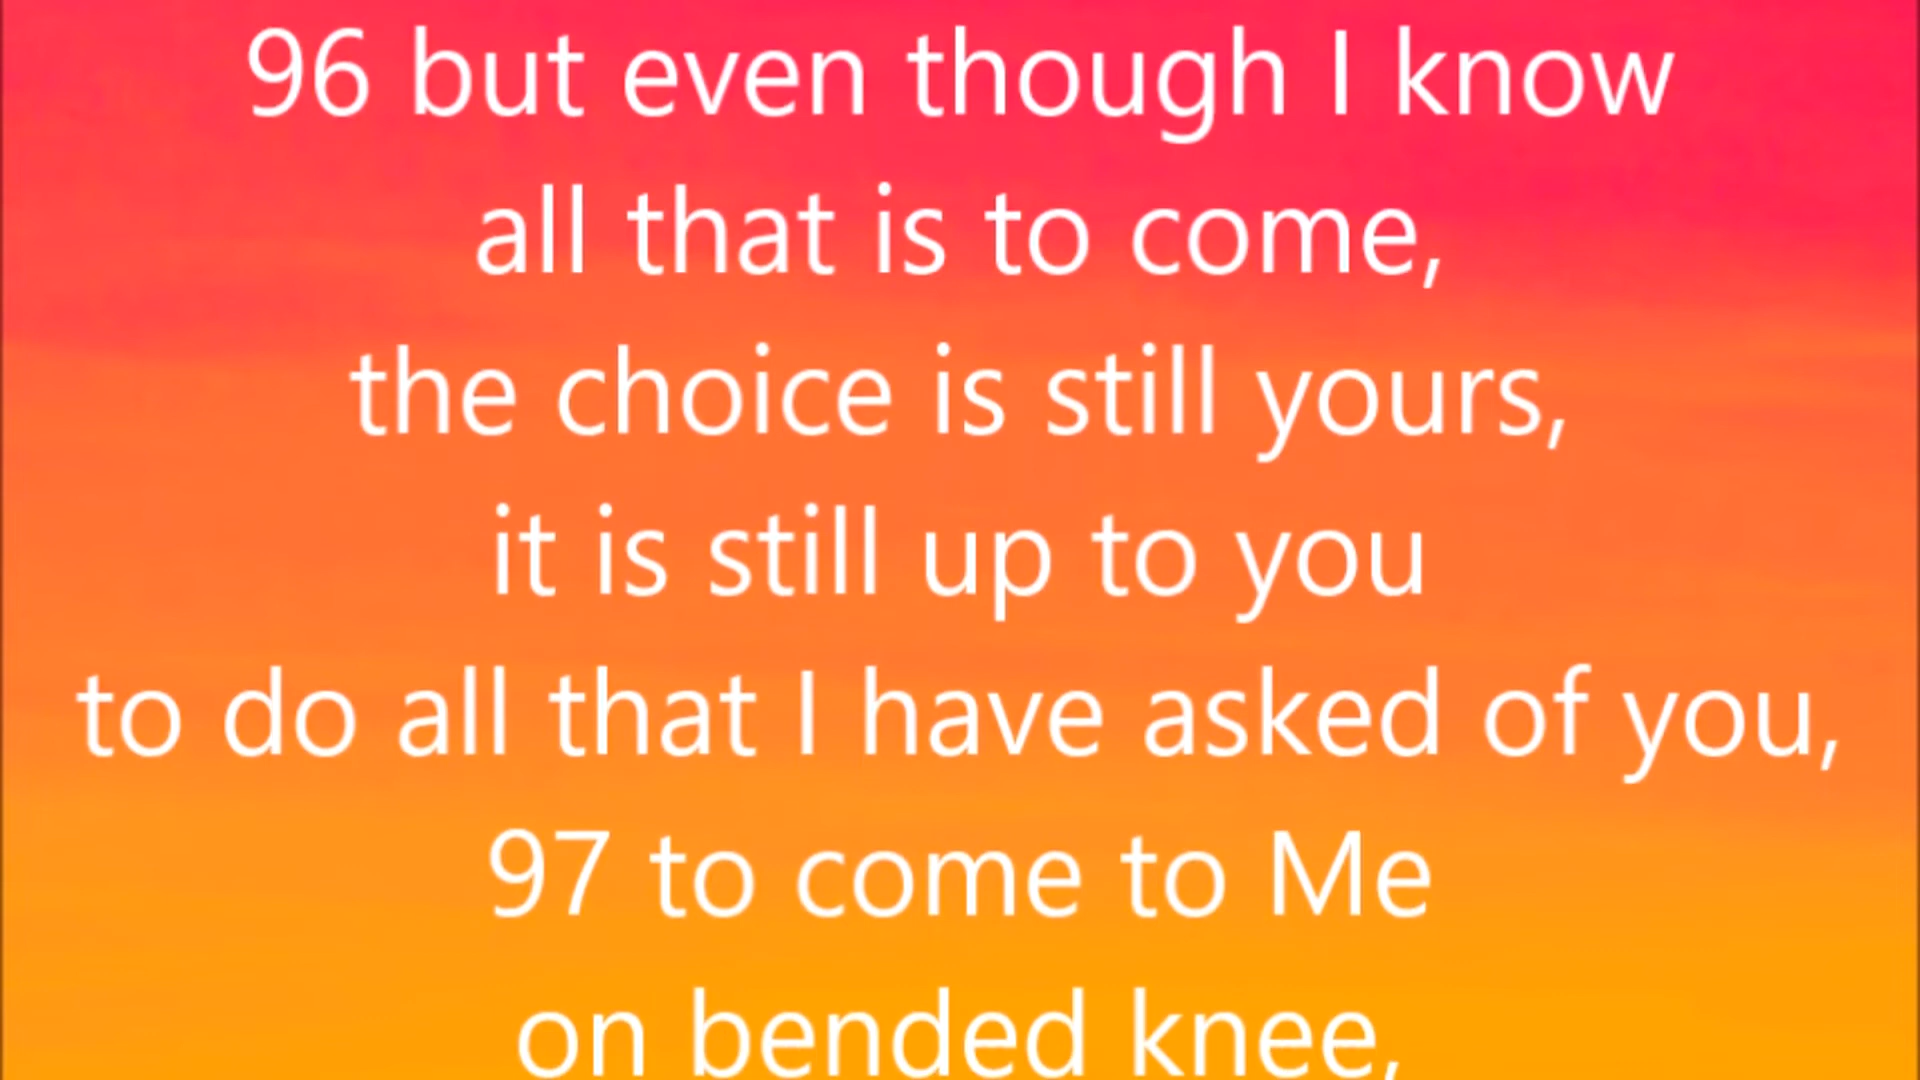 96 but even though I know
all that is to come,
the choice is still yours,
it is still up to you
to do all that I have asked of you,
97 to come to Me
on bended knee,